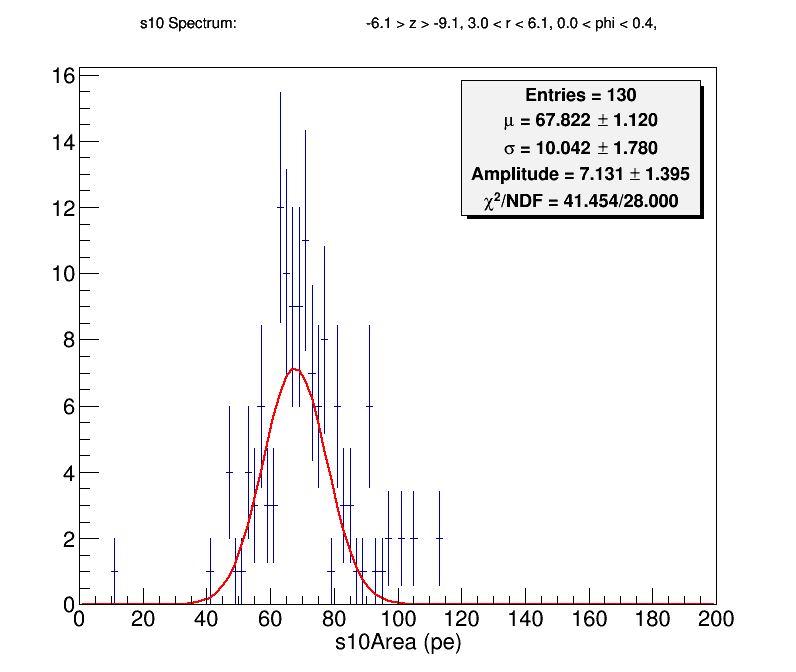 s10 Spectrum: -6.1 > z > -9.1, 3.0 < r < 6.1, 0.0 < phi < 0.4,
Entries = 130
μ = 67.822 ± 1.120
σ = 10.042 ± 1.780
Amplitude = 7.131 ± 1.395
χ²/NDF = 41.454/28.000
16
14
12
10
8
6
4
2
0
0 20 40 60 80 100 120 140 160 180 200
s10Area (pe)